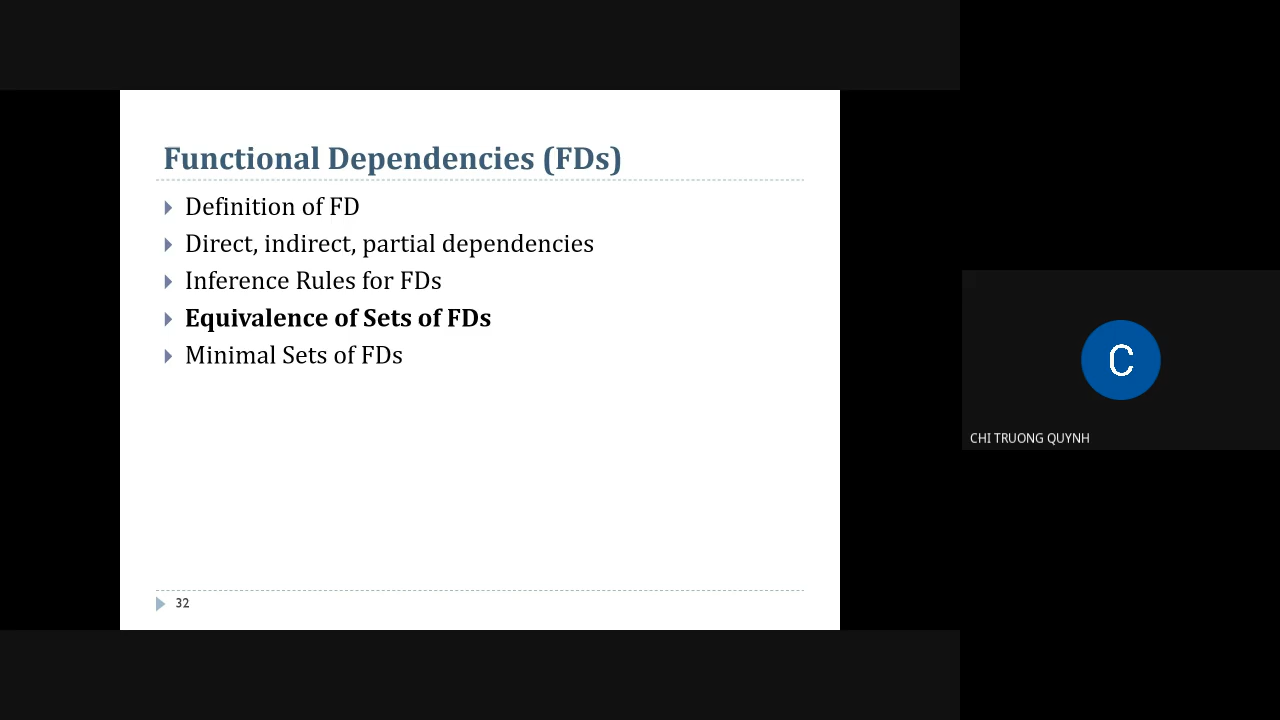 Functional Dependencies (FDs)
Definition of FD
Direct, indirect, partial dependencies
Inference Rules for FDs
Equivalence of Sets of FDs
Minimal Sets of FDs
32
C
CHI TRUONG QUYNH